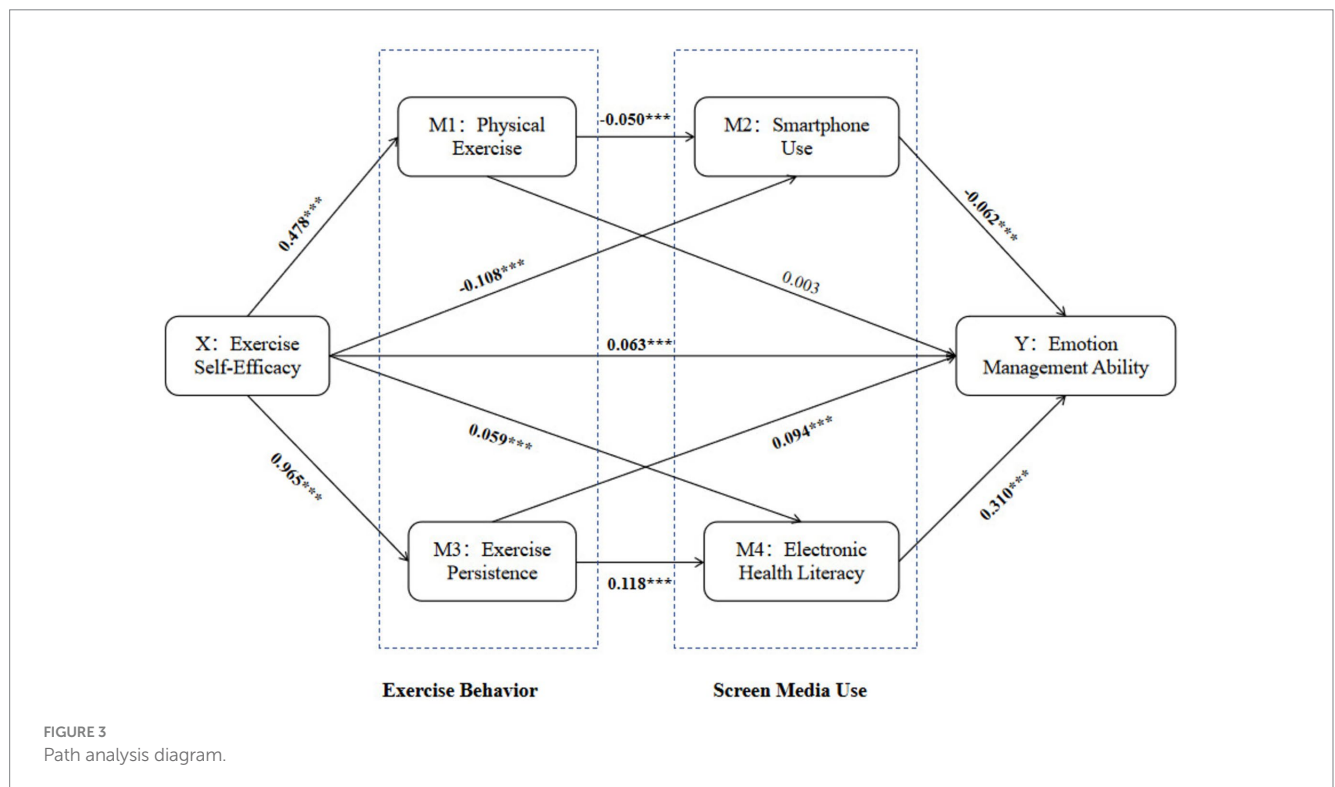 M1：Physical
Exercise
-0.050***
M2：Smartphone
Use
0.478***
-0.062***
-0.108***
0.003
X：Exercise
Self-Efficacy
0.063***
Y：Emotion
Management Ability
0.059***
0.094***
0.965***
0.310***
M3：Exercise
Persistence
0.118***
M4：Electronic
Health Literacy
Exercise Behavior
Screen Media Use
FIGURE 3
Path analysis diagram.